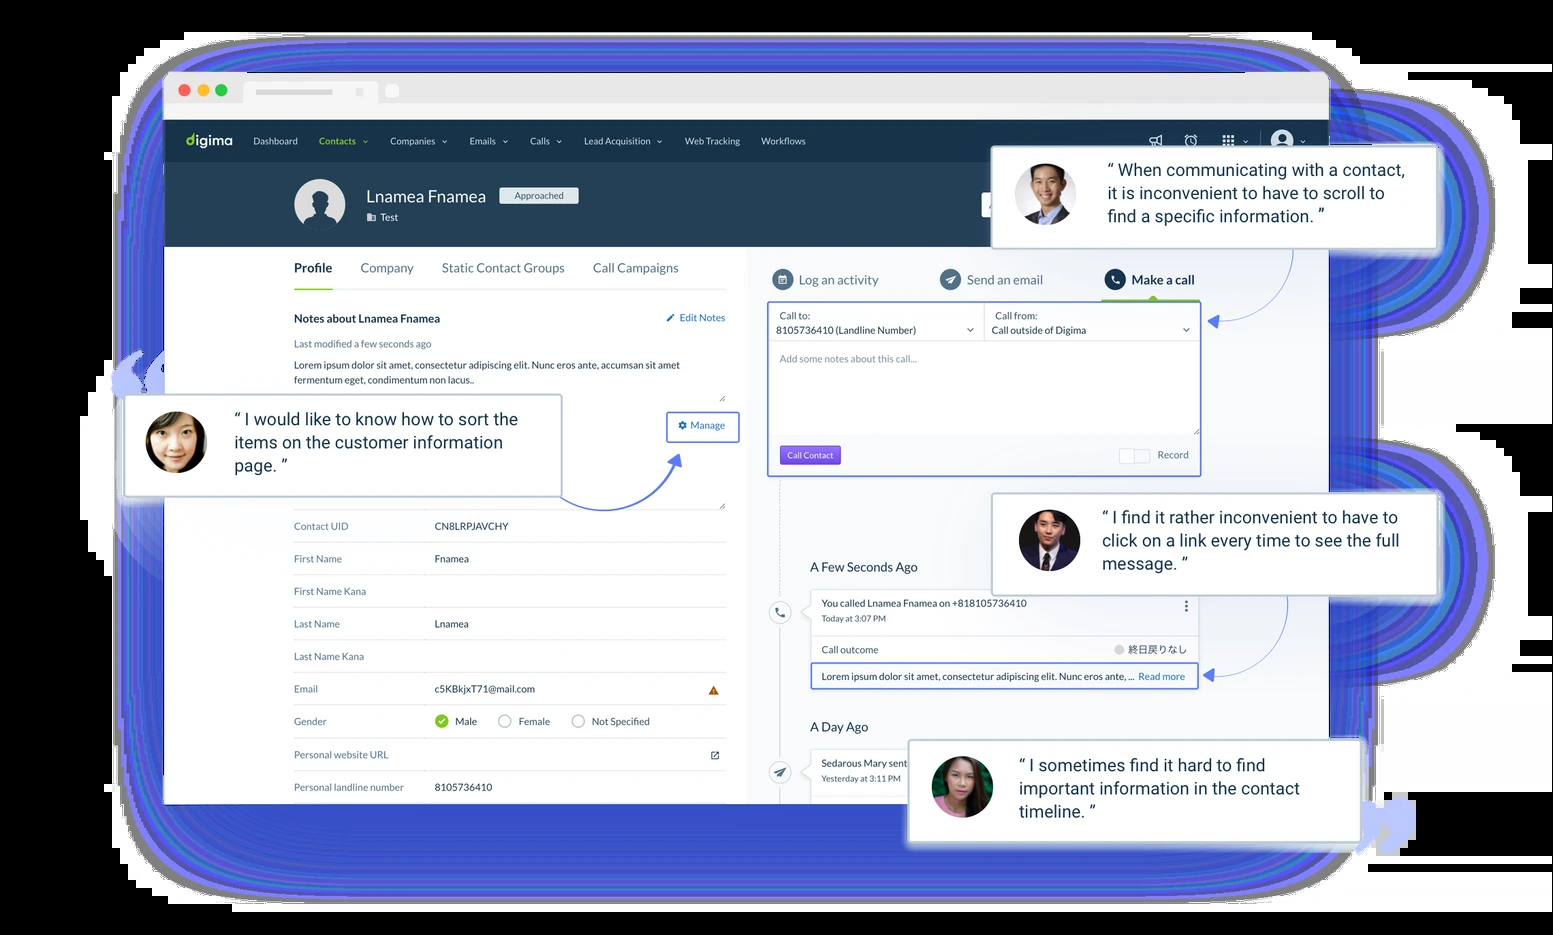 digima Dashboard Contacts Companies Emails Calls Lead Acquisition Web Tracking Workflows
Lnamea Fnamea Approached
Test
“ When communicating with a contact,
it is inconvenient to have to scroll to
find a specific information. ”
Profile Company Static Contact Groups Call Campaigns
Notes about Lnamea Fnamea Edit Notes
Last modified a few seconds ago
Lorem ipsum dolor sit amet, consectetur adipiscing elit. Nunc eros ante, accumsan sit amet
fermentum eget, condimentum non lacus..
Manage
“ I would like to know how to sort the
items on the customer information
page. ”
Contact UID CN8LRPJAVCHY
First Name Fnamea
First Name Kana
Last Name Lnamea
Last Name Kana
Email c5KBkjxT71@mail.com
Gender Male Female Not Specified
Personal website URL
Personal landline number 8105736410
Log an activity Send an email Make a call
Call to: Call from:
8105736410 (Landline Number) Call outside of Digima
Add some notes about this call...
Call Contact Record
“ I find it rather inconvenient to have to
click on a link every time to see the full
message. ”
A Few Seconds Ago
You called Lnamea Fnamea on +818105736410
Today at 3:07 PM
Call outcome 終日戻りなし
Lorem ipsum dolor sit amet, consectetur adipiscing elit. Nunc eros ante, ... Read more
A Day Ago
Sedarous Mary sent
Yesterday at 3:11 PM
“ I sometimes find it hard to find
important information in the contact
timeline. ”